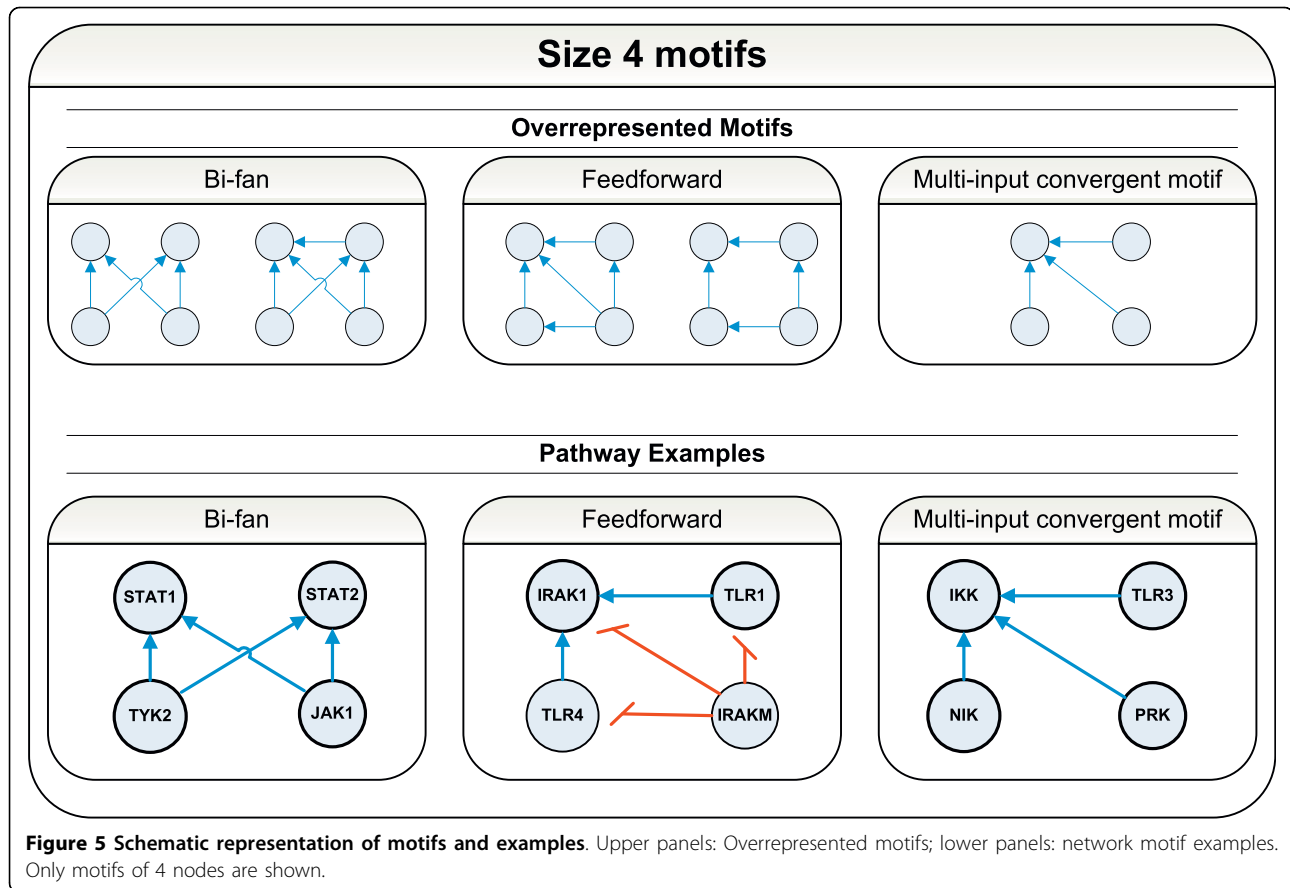 Size 4 motifs
Overrepresented Motifs
Bi-fan
Feedforward
Multi-input convergent motif
Pathway Examples
Bi-fan
Feedforward
Multi-input convergent motif
STAT1
STAT2
TYK2
JAK1
IRAK1
TLR1
TLR4
IRAKM
IKK
TLR3
NIK
PRK
Figure 5 Schematic representation of motifs and examples. Upper panels: Overrepresented motifs; lower panels: network motif examples.
Only motifs of 4 nodes are shown.